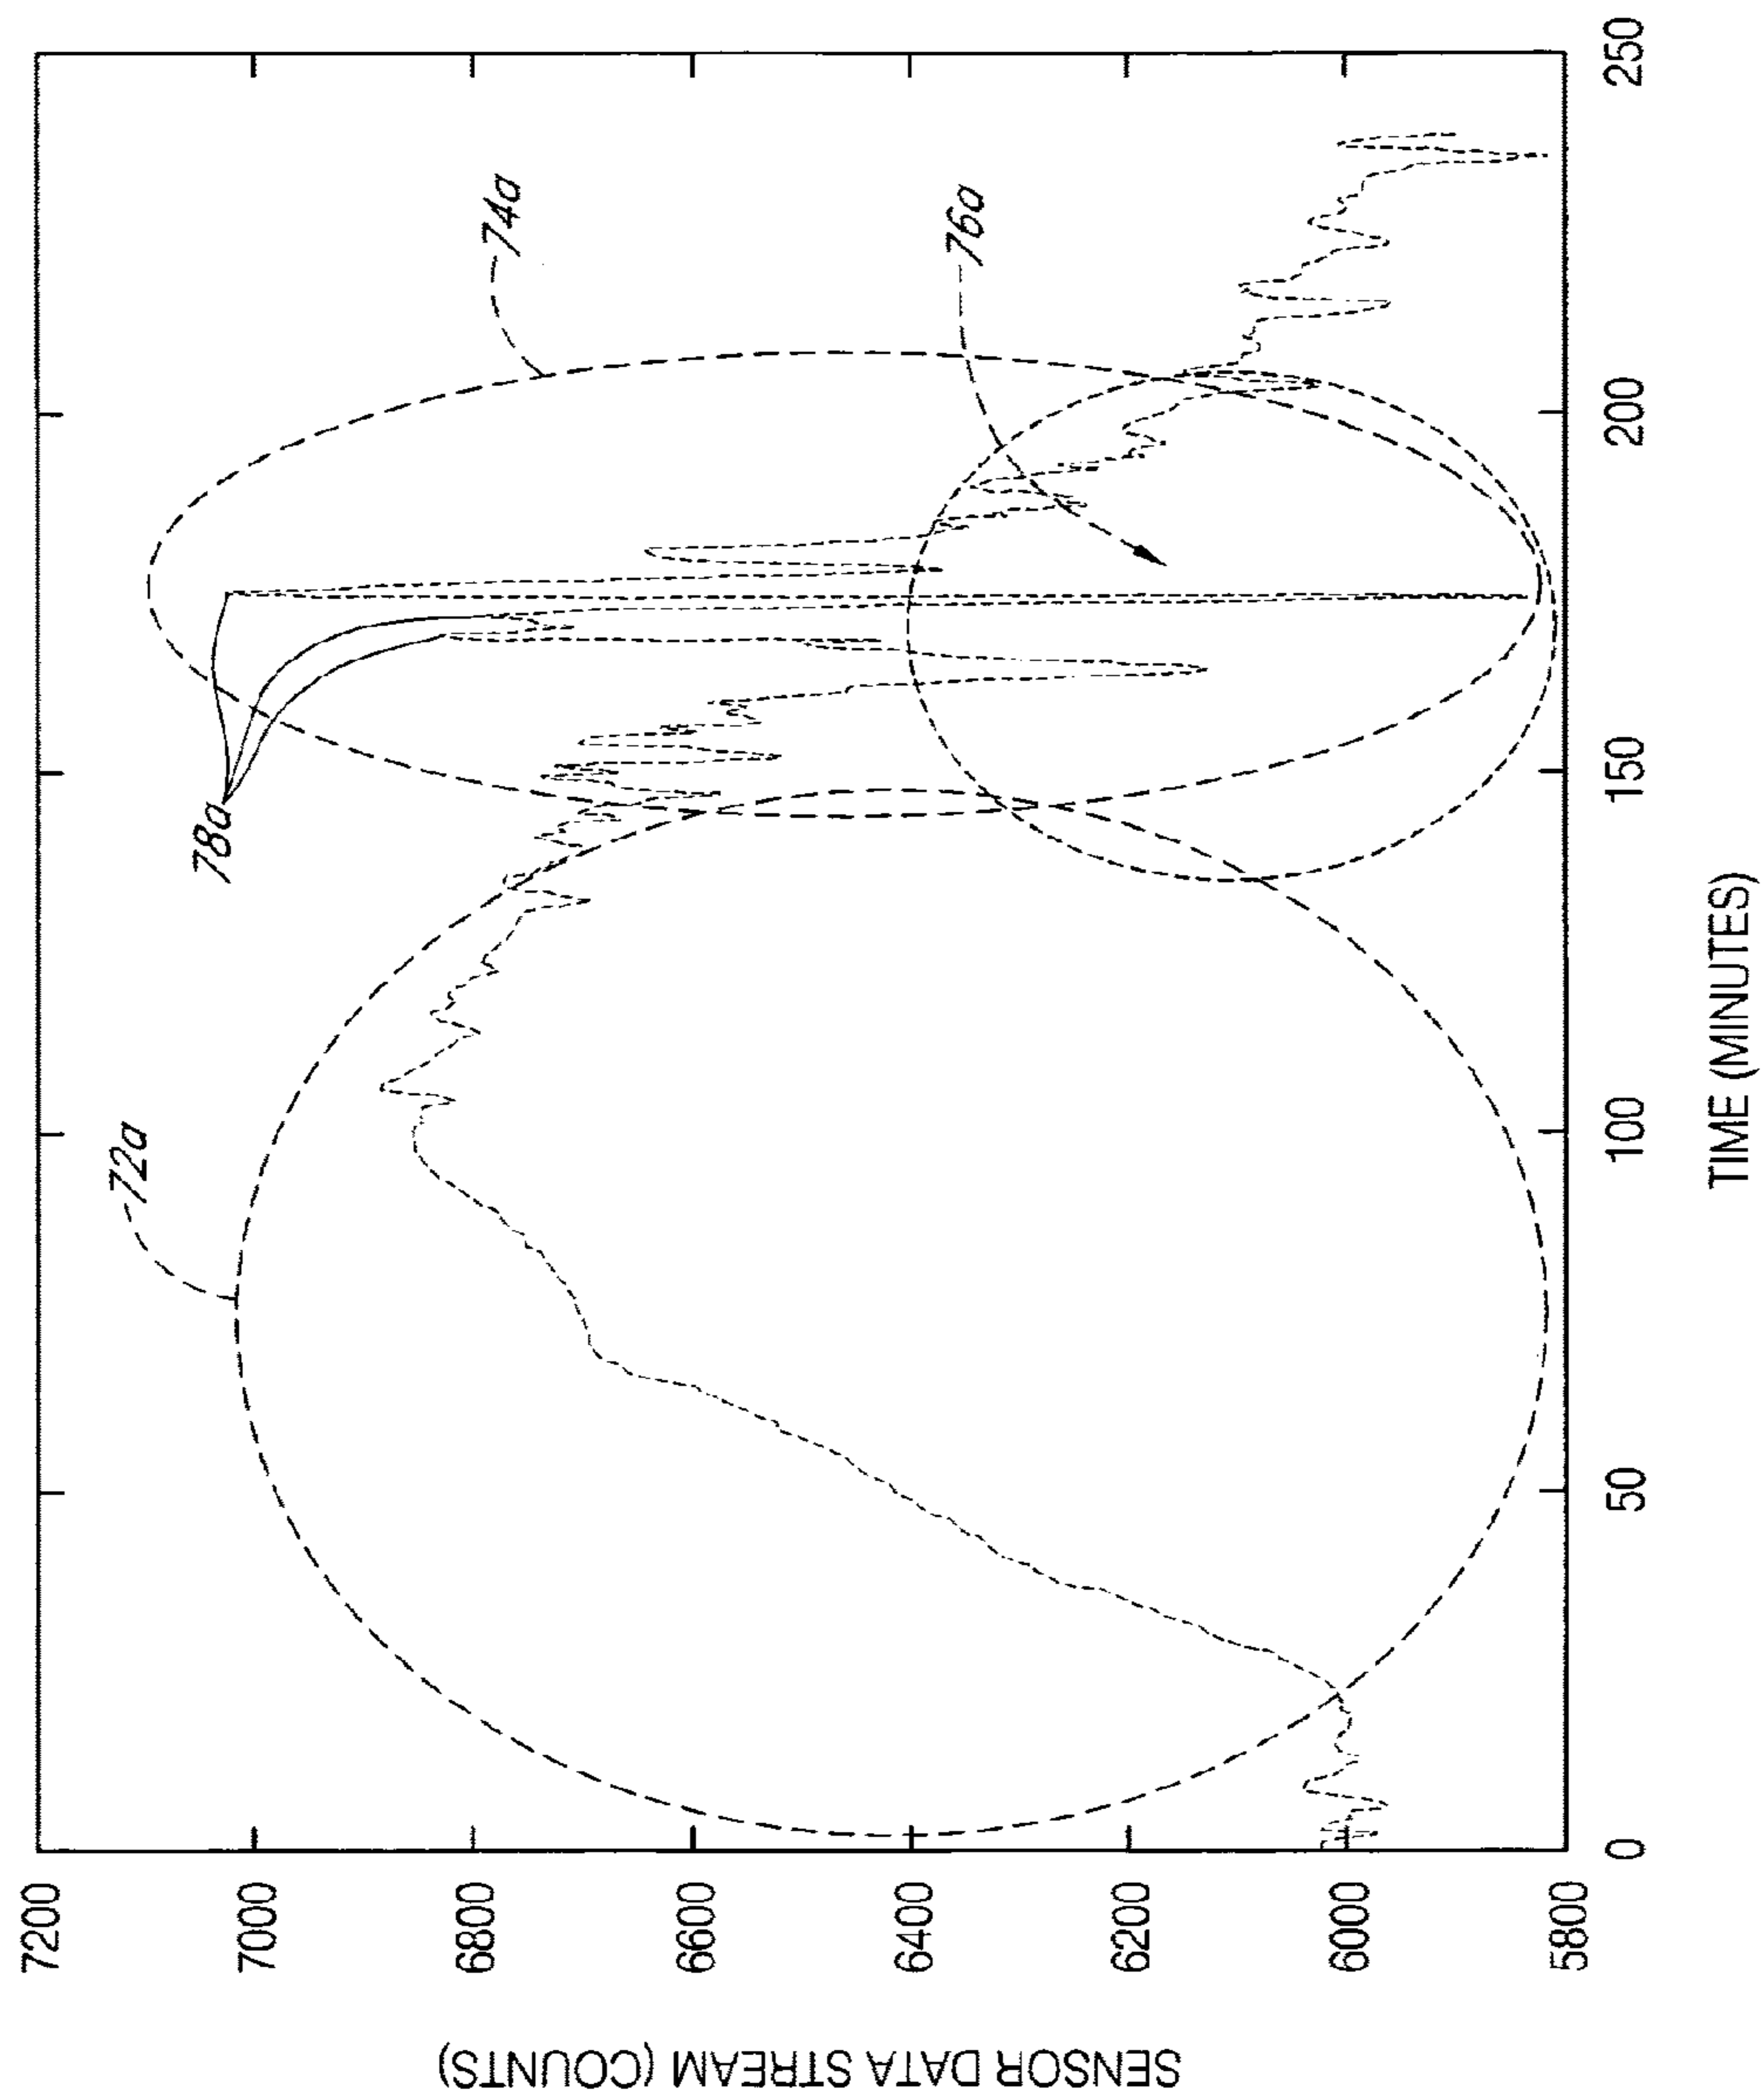 7200
7000
6800
6600
6400
6200
6000
5800
SENSOR DATA STREAM (COUNTS)
72a
78a
74a
76a
0
50
100
150
200
250
TIME (MINUTES)